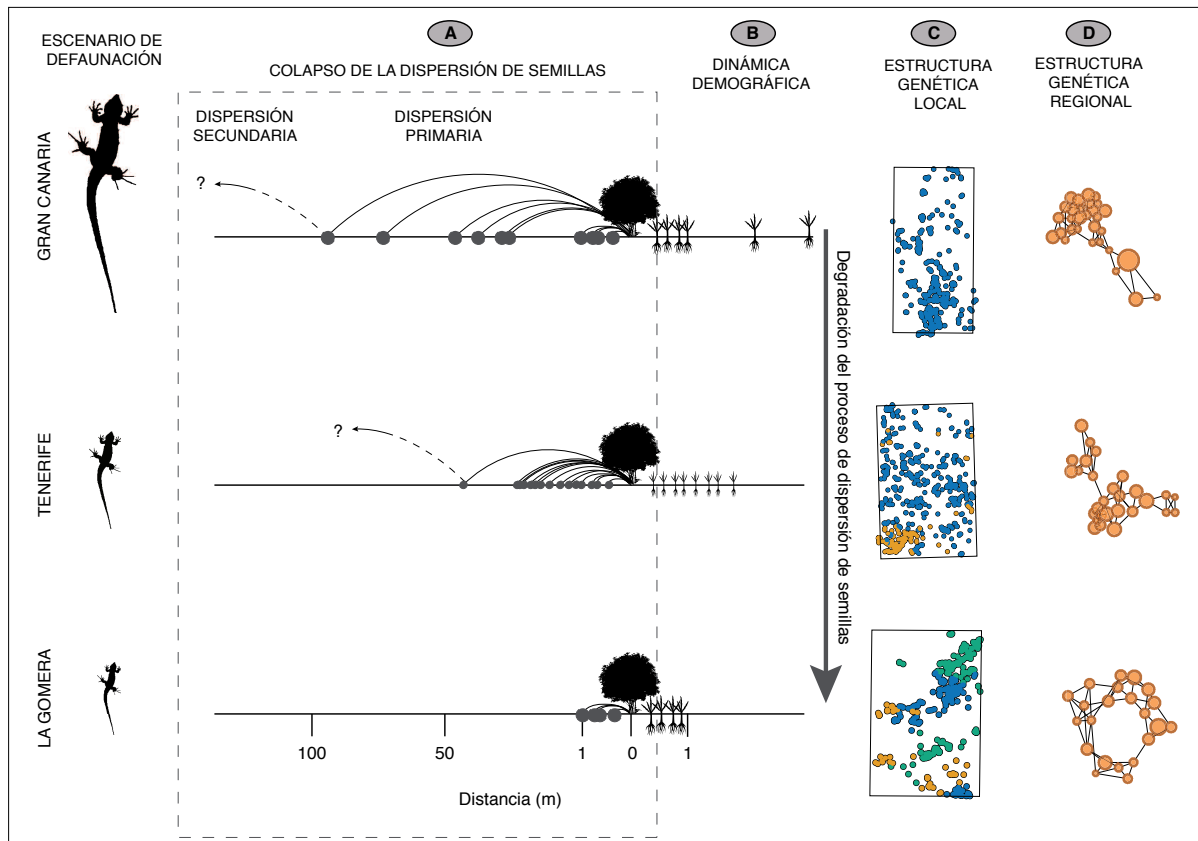 ESCENARIO DE
DEFAUNACIÓN
A
COLAPSO DE LA DISPERSIÓN DE SEMILLAS
B
DINÁMICA
DEMOGRÁFICA
C
ESTRUCTURA
GENÉTICA
LOCAL
D
ESTRUCTURA
GENÉTICA
REGIONAL
DISPERSIÓN
SECUNDARIA
DISPERSIÓN
PRIMARIA
GRAN CANARIA
?
TENERIFE
?
LA GOMERA
Degradación del proceso de dispersión de semillas
100 50 1 0 1
Distancia (m)